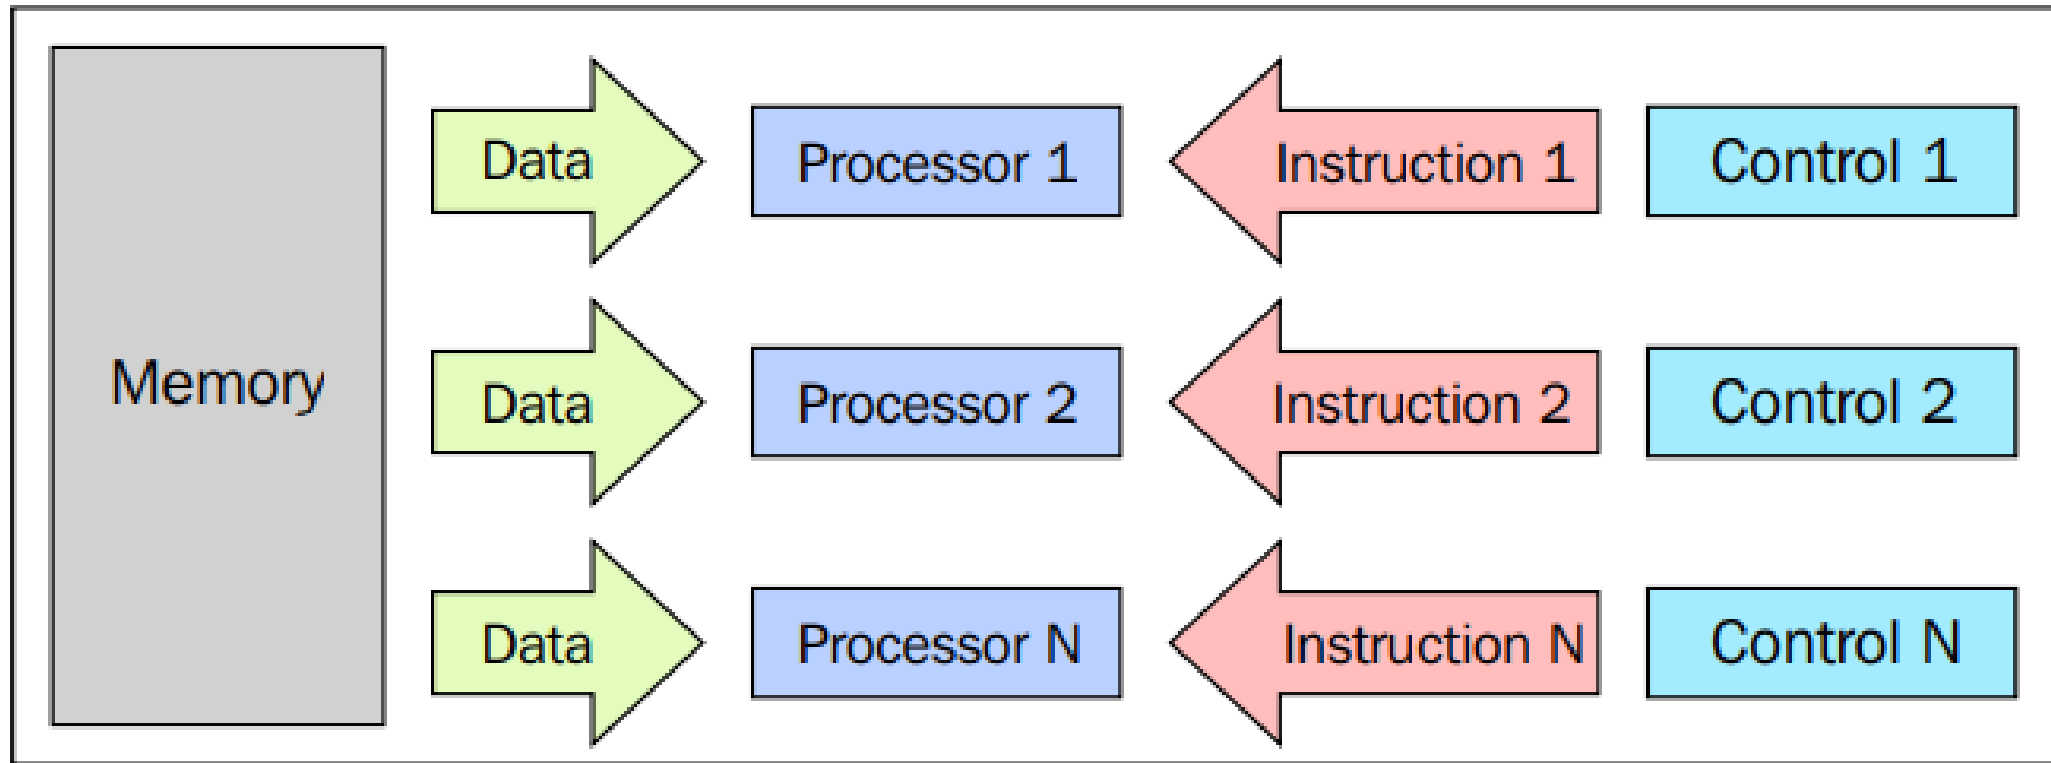 Data Processor 1 Instruction 1 Control 1
Memory Data Processor 2 Instruction 2 Control 2
Data Processor N Instruction N Control N